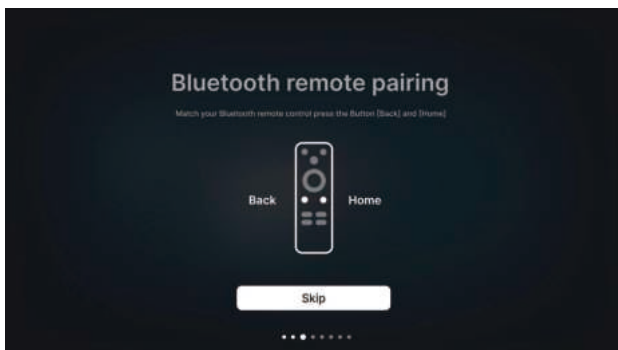 Bluetooth remote pairing
Match your Bluetooth remote control press the Button [Back] and [Home]
Back
Home
Skip